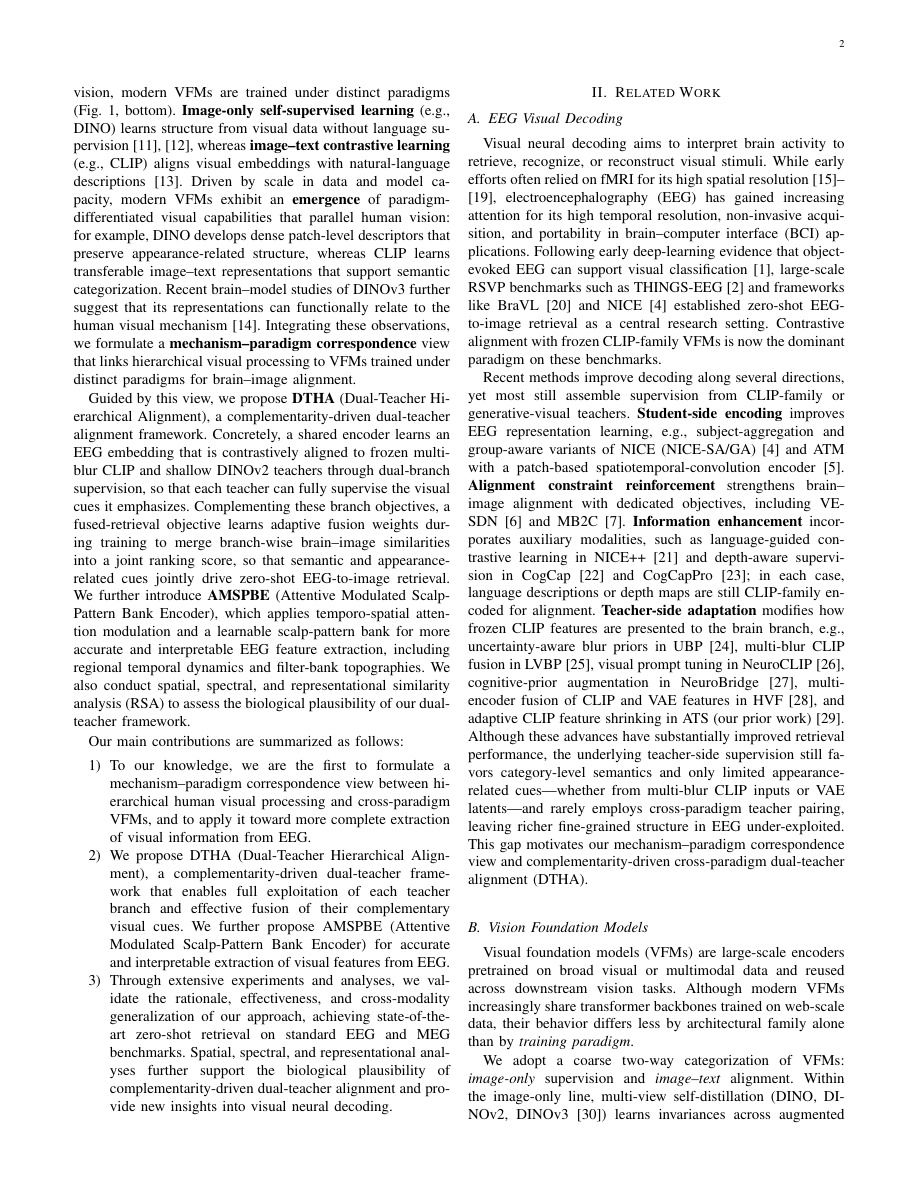 2
vision, modern VFMs are trained under distinct paradigms
(Fig. 1, bottom). Image-only self-supervised learning (e.g.,
DINO) learns structure from visual data without language su-
pervision [11], [12], whereas image–text contrastive learning
(e.g., CLIP) aligns visual embeddings with natural-language
descriptions [13]. Driven by scale in data and model ca-
pacity, modern VFMs exhibit an emergence of paradigm-
differentiated visual capabilities that parallel human vision:
for example, DINO develops dense patch-level descriptors that
preserve appearance-related structure, whereas CLIP learns
transferable image–text representations that support semantic
categorization. Recent brain–model studies of DINOv3 further
suggest that its representations can functionally relate to the
human visual mechanism [14]. Integrating these observations,
we formulate a mechanism–paradigm correspondence view
that links hierarchical visual processing to VFMs trained under
distinct paradigms for brain–image alignment.
Guided by this view, we propose DTHA (Dual-Teacher Hi-
erarchical Alignment), a complementarity-driven dual-teacher
alignment framework. Concretely, a shared encoder learns an
EEG embedding that is contrastively aligned to frozen multi-
blur CLIP and shallow DINOv2 teachers through dual-branch
supervision, so that each teacher can fully supervise the visual
cues it emphasizes. Complementing these branch objectives, a
fused-retrieval objective learns adaptive fusion weights dur-
ing training to merge branch-wise brain–image similarities
into a joint ranking score, so that semantic and appearance-
related cues jointly drive zero-shot EEG-to-image retrieval.
We further introduce AMSPBE (Attentive Modulated Scalp-
Pattern Bank Encoder), which applies temporo-spatial atten-
tion modulation and a learnable scalp-pattern bank for more
accurate and interpretable EEG feature extraction, including
regional temporal dynamics and filter-bank topographies. We
also conduct spatial, spectral, and representational similarity
analysis (RSA) to assess the biological plausibility of our dual-
teacher framework.
Our main contributions are summarized as follows:
1) To our knowledge, we are the first to formulate a
mechanism–paradigm correspondence view between hi-
erarchical human visual processing and cross-paradigm
VFMs, and to apply it toward more complete extraction
of visual information from EEG.
2) We propose DTHA (Dual-Teacher Hierarchical Align-
ment), a complementarity-driven dual-teacher frame-
work that enables full exploitation of each teacher
branch and effective fusion of their complementary
visual cues. We further propose AMSPBE (Attentive
Modulated Scalp-Pattern Bank Encoder) for accurate
and interpretable extraction of visual features from EEG.
3) Through extensive experiments and analyses, we val-
idate the rationale, effectiveness, and cross-modality
generalization of our approach, achieving state-of-the-
art zero-shot retrieval on standard EEG and MEG
benchmarks. Spatial, spectral, and representational anal-
yses further support the biological plausibility of
complementarity-driven dual-teacher alignment and pro-
vide new insights into visual neural decoding.
II. RELATED WORK
A. EEG Visual Decoding
Visual neural decoding aims to interpret brain activity to
retrieve, recognize, or reconstruct visual stimuli. While early
efforts often relied on fMRI for its high spatial resolution [15]–
[19], electroencephalography (EEG) has gained increasing
attention for its high temporal resolution, non-invasive acqui-
sition, and portability in brain–computer interface (BCI) ap-
plications. Following early deep-learning evidence that object-
evoked EEG can support visual classification [1], large-scale
RSVP benchmarks such as THINGS-EEG [2] and frameworks
like BraVL [20] and NICE [4] established zero-shot EEG-
to-image retrieval as a central research setting. Contrastive
alignment with frozen CLIP-family VFMs is now the dominant
paradigm on these benchmarks.
Recent methods improve decoding along several directions,
yet most still assemble supervision from CLIP-family or
generative-visual teachers. Student-side encoding improves
EEG representation learning, e.g., subject-aggregation and
group-aware variants of NICE (NICE-SA/GA) [4] and ATM
with a patch-based spatiotemporal-convolution encoder [5].
Alignment constraint reinforcement strengthens brain–
image alignment with dedicated objectives, including VE-
SDN [6] and MB2C [7]. Information enhancement incor-
porates auxiliary modalities, such as language-guided con-
trastive learning in NICE++ [21] and depth-aware supervi-
sion in CogCap [22] and CogCapPro [23]; in each case,
language descriptions or depth maps are still CLIP-family en-
coded for alignment. Teacher-side adaptation modifies how
frozen CLIP features are presented to the brain branch, e.g.,
uncertainty-aware blur priors in UBP [24], multi-blur CLIP
fusion in LVBP [25], visual prompt tuning in NeuroCLIP [26],
cognitive-prior augmentation in NeuroBridge [27], multi-
encoder fusion of CLIP and VAE features in HVF [28], and
adaptive CLIP feature shrinking in ATS (our prior work) [29].
Although these advances have substantially improved retrieval
performance, the underlying teacher-side supervision still fa-
vors category-level semantics and only limited appearance-
related cues—whether from multi-blur CLIP inputs or VAE
latents—and rarely employs cross-paradigm teacher pairing,
leaving richer fine-grained structure in EEG under-exploited.
This gap motivates our mechanism–paradigm correspondence
view and complementarity-driven cross-paradigm dual-teacher
alignment (DTHA).
B. Vision Foundation Models
Visual foundation models (VFMs) are large-scale encoders
pretrained on broad visual or multimodal data and reused
across downstream vision tasks. Although modern VFMs
increasingly share transformer backbones trained on web-scale
data, their behavior differs less by architectural family alone
than by training paradigm.
We adopt a coarse two-way categorization of VFMs:
image-only supervision and image–text alignment. Within
the image-only line, multi-view self-distillation (DINO, DI-
NOv2, DINOv3 [30]) learns invariances across augmented